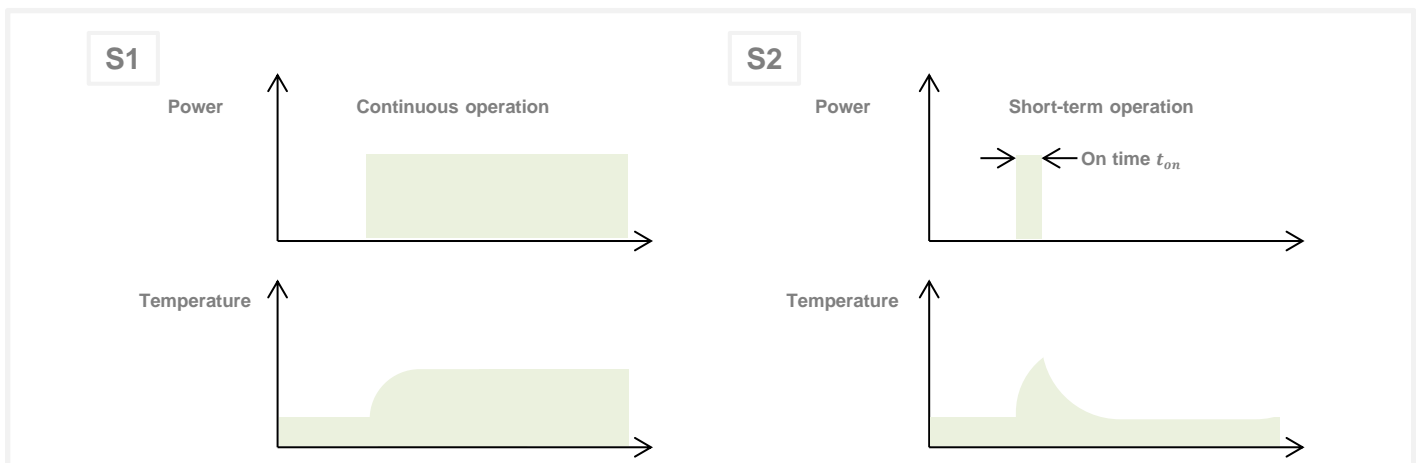 S1
Power
Continuous operation
Temperature
S2
Power
Short-term operation
On time t_on
Temperature